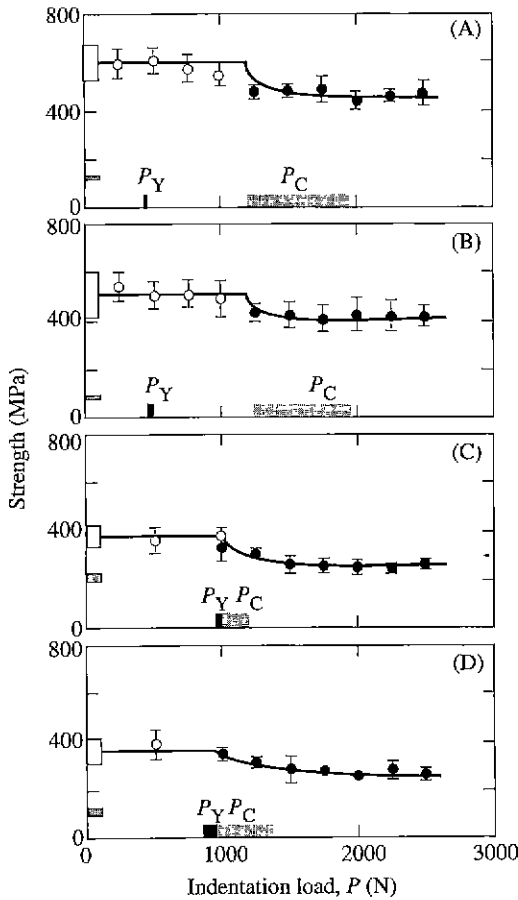 800
(A)
400
P_Y
P_C
0
800
(B)
400
P_Y
P_C
0
Strength (MPa)
800
(C)
400
P_Y P_C
0
800
(D)
400
P_Y P_C
0
0 1000 2000 3000
Indentation load, P (N)